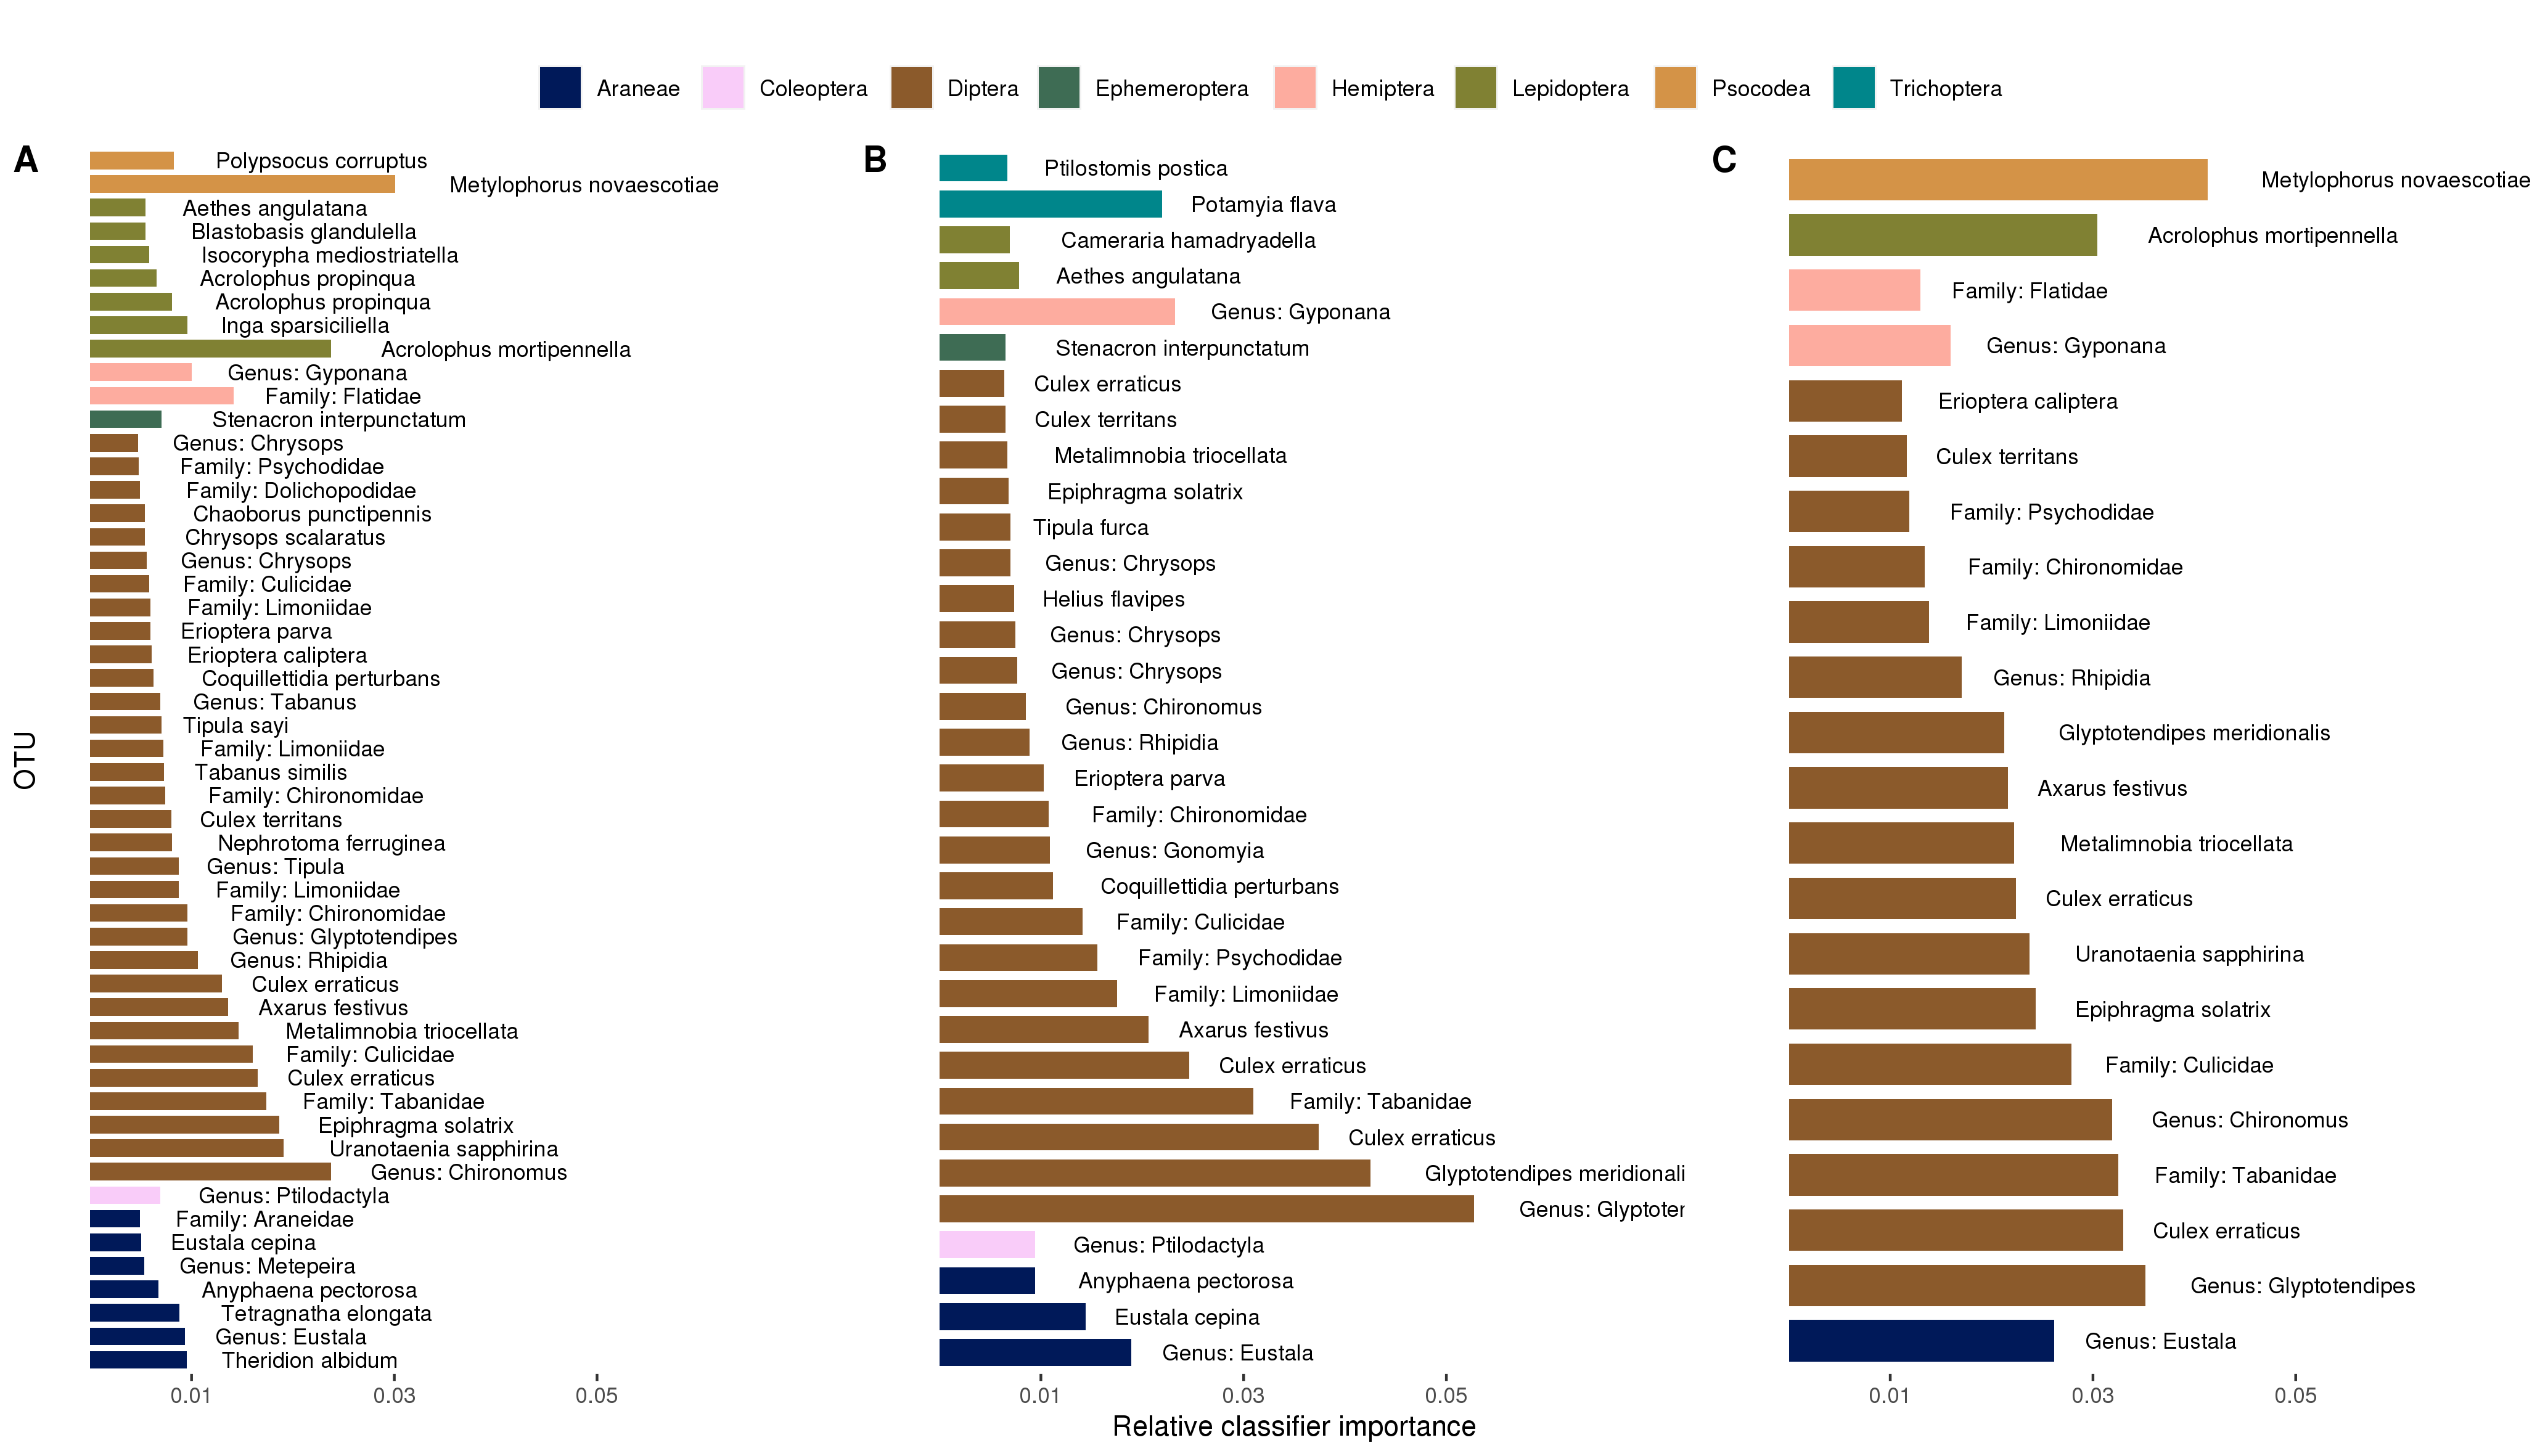 Araneae Coleoptera Diptera Ephemeroptera Hemiptera Lepidoptera Psocodea Trichoptera
A
Polypsocus corruptus
Metylophorus novaescotiae
Aethes angulatana
Blastobasis glandulella
Isocorypha mediostriatella
Acrolophus propinqua
Acrolophus propinqua
Inga sparsiciliella
Acrolophus mortipennella
Genus: Gyponana
Family: Flatidae
Stenacron interpunctatum
Genus: Chrysops
Family: Psychodidae
Family: Dolichopodidae
Chaoborus punctipennis
Chrysops scalaratus
Genus: Chrysops
Family: Culicidae
Family: Limoniidae
Erioptera parva
Erioptera caliptera
Coquillettidia perturbans
Genus: Tabanus
Tipula sayi
Family: Limoniidae
Tabanus similis
Family: Chironomidae
Culex territans
Nephrotoma ferruginea
Genus: Tipula
Family: Limoniidae
Family: Chironomidae
Genus: Glyptotendipes
Genus: Rhipidia
Culex erraticus
Axarus festivus
Metalimnobia triocellata
Family: Culicidae
Culex erraticus
Family: Tabanidae
Epiphragma solatrix
Uranotaenia sapphirina
Genus: Chironomus
Genus: Ptilodactyla
Family: Araneidae
Eustala cepina
Genus: Metepeira
Anyphaena pectorosa
Tetragnatha elongata
Genus: Eustala
Theridion albidum
0.01 0.03 0.05
OTU
B
Ptilostomis postica
Potamyia flava
Cameraria hamadryadella
Aethes angulatana
Genus: Gyponana
Stenacron interpunctatum
Culex erraticus
Culex territans
Metalimnobia triocellata
Epiphragma solatrix
Tipula furca
Genus: Chrysops
Helius flavipes
Genus: Chrysops
Genus: Chrysops
Genus: Chironomus
Genus: Rhipidia
Erioptera parva
Family: Chironomidae
Genus: Gonomyia
Coquillettidia perturbans
Family: Culicidae
Family: Psychodidae
Family: Limoniidae
Axarus festivus
Culex erraticus
Family: Tabanidae
Culex erraticus
Glyptotendipes meridionali
Genus: Glyptoter
Genus: Ptilodactyla
Anyphaena pectorosa
Eustala cepina
Genus: Eustala
0.01 0.03 0.05
Relative classifier importance
C
Metylophorus novaescotiae
Acrolophus mortipennella
Family: Flatidae
Genus: Gyponana
Erioptera caliptera
Culex territans
Family: Psychodidae
Family: Chironomidae
Family: Limoniidae
Genus: Rhipidia
Glyptotendipes meridionalis
Axarus festivus
Metalimnobia triocellata
Culex erraticus
Uranotaenia sapphirina
Epiphragma solatrix
Family: Culicidae
Genus: Chironomus
Family: Tabanidae
Culex erraticus
Genus: Glyptotendipes
Genus: Eustala
0.01 0.03 0.05